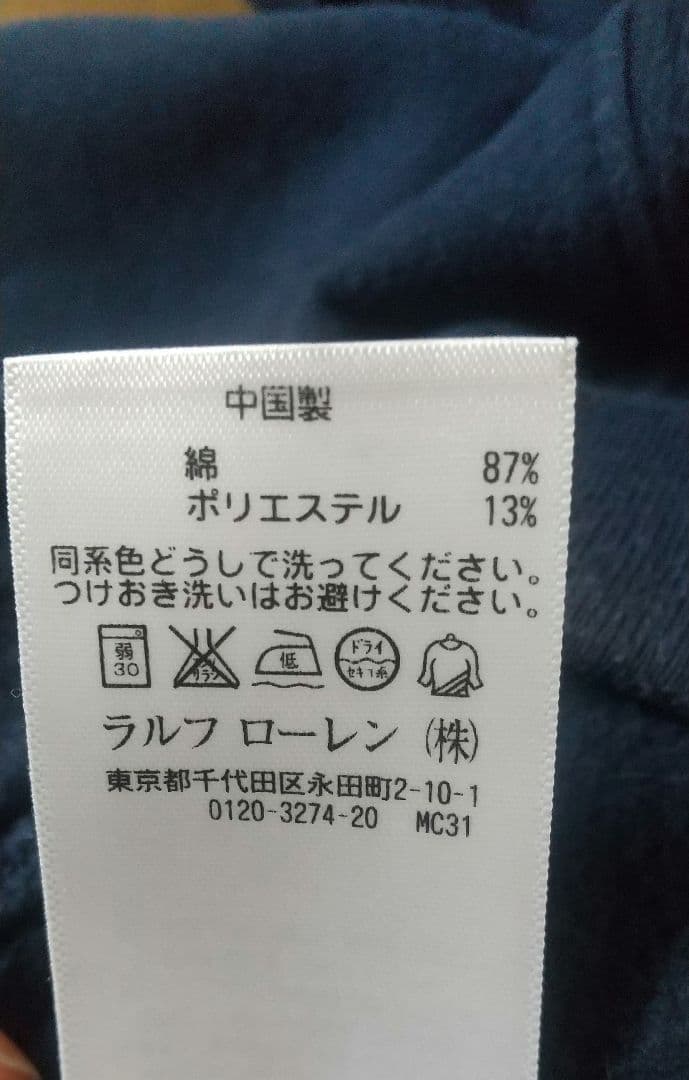 中国製
綿 87%
ポリエステル 13%
同系色どうしで洗ってください。
つけおき洗いはお避けください。
弱 30 低 ドライ セキユ系
ラルフ ローレン (株)
東京都千代田区永田町2-10-1
0120-3274-20 MC31